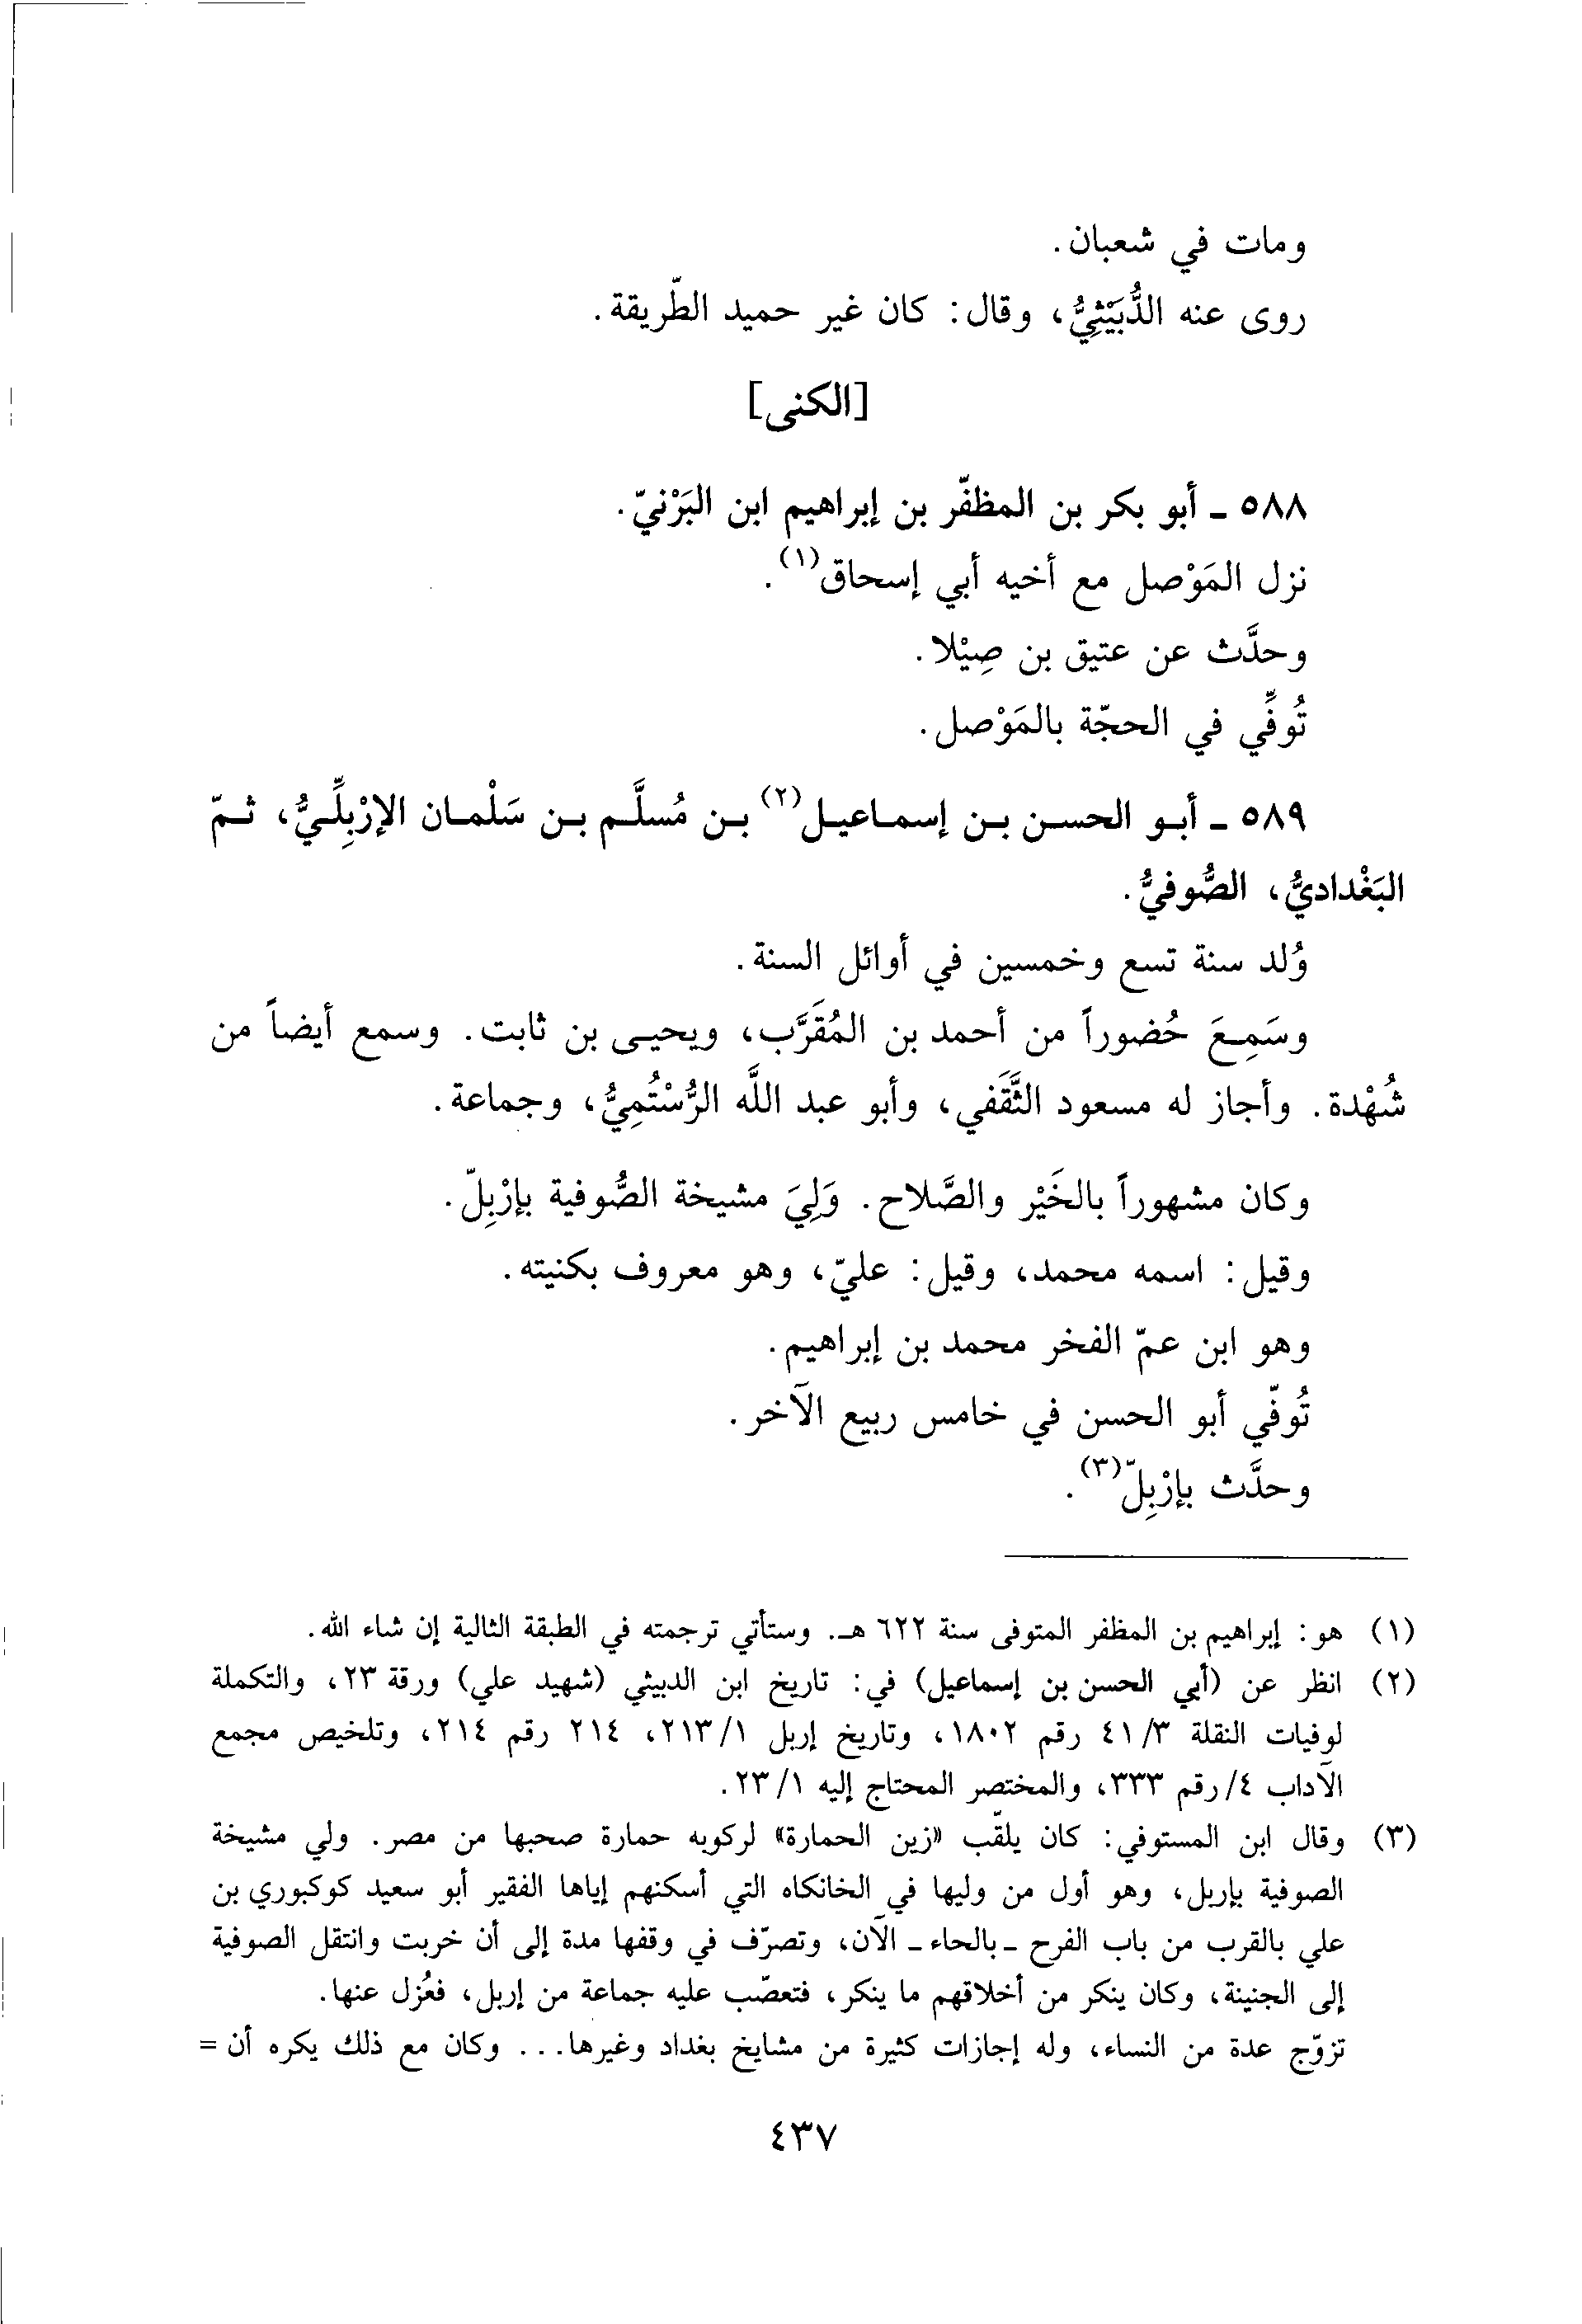 ومات في شعبان.
روى عنه الدُّبَيْثِيُّ، وقال: كان غير حميد الطّريقة.
[الكنى]
٥٨٨ ـ أبو بكر بن المظفّر بن إبراهيم ابن البَرْنيّ.
نزل المَوْصل مع أخيه أبي إسحاق(١).
وحدَّث عن عتيق بن صِيْلا.
تُوفِّي في الحجّة بالمَوْصل.
٥٨٩ ـ أبو الحسن بن إسماعيل(٢) بن مُسلَّم بن سَلْمان الإرْبِلِّيُّ، ثمّ
البَغْداديُّ، الصُّوفيُّ.
وُلد سنة تسع وخمسين في أوائل السنة.
وسَمِعَ حُضوراً من أحمد بن المُقَرَّب، ويحيى بن ثابت. وسمع أيضاً من
شُهْدة. وأجاز له مسعود الثَّقَفي، وأبو عبد اللَّه الرُّسْتُمِيُّ، وجماعة.
وكان مشهوراً بالخَيْر والصَّلاح. وَلِيَ مشيخة الصُّوفية بإرْبِلّ.
وقيل: اسمه محمد، وقيل: عليّ، وهو معروف بكنيته.
وهو ابن عمّ الفخر محمد بن إبراهيم.
تُوفّي أبو الحسن في خامس ربيع الآخر.
وحدَّث بإرْبِلّ(٣).
(١) هو: إبراهيم بن المظفر المتوفى سنة ٦٢٢ هـ. وستأتي ترجمته في الطبقة التالية إن شاء الله.
(٢) انظر عن (أبي الحسن بن إسماعيل) في: تاريخ ابن الدبيثي (شهيد علي) ورقة ٢٣، والتكملة
لوفيات النقلة ٣/ ٤١ رقم ١٨٠٢، وتاريخ إربل ١/ ٢١٣، ٢١٤ رقم ٢١٤، وتلخيص مجمع
الآداب ٤/ رقم ٣٣٣، والمختصر المحتاج إليه ١/ ٢٣.
(٣) وقال ابن المستوفي: كان يلقّب «زين الحمارة» لركوبه حمارة صحبها من مصر. ولي مشيخة
الصوفية بإربل، وهو أول من وليها في الخانكاه التي أسكنهم إياها الفقير أبو سعيد كوكبوري بن
علي بالقرب من باب الفرح ـ بالحاء ـ الآن، وتصرّف في وقفها مدة إلى أن خربت وانتقل الصوفية
إلى الجنينة، وكان ينكر من أخلاقهم ما ينكر، فتعصّب عليه جماعة من إربل، فعُزل عنها.
تزوّج عدة من النساء، وله إجازات كثيرة من مشايخ بغداد وغيرها... وكان مع ذلك يكره أن =
٤٣٧